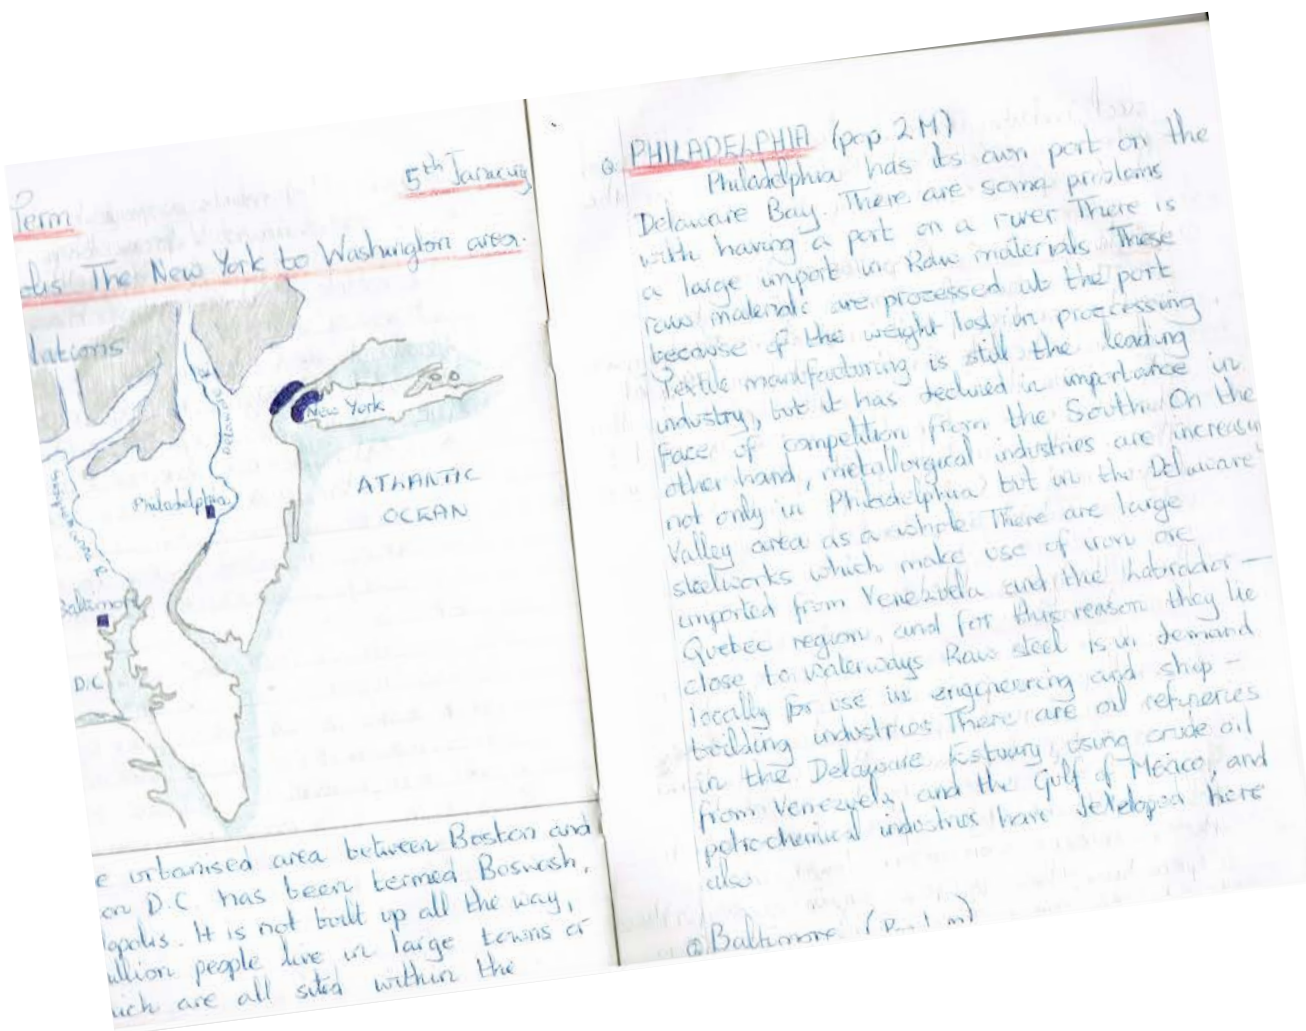 5th January
Term
olis The New York to Washington area.
lations
New York
Delaware
ATLANTIC
OCEAN
Philadelphia
Baltimore
D.C
e urbanised area between Boston and
on D.C. has been termed Boswash,
lopolis. It is not built up all the way,
illion people live in large towns or
uich are all sited within the
PHILADELPHIA (pop 2M)
Philadelphia has its own port on the
Delaware Bay. There are some problems
with having a port on a river There is
a large import in Raw materials These
raw materials are processed at the port
because of the weight lost in processing
Textile manufacturing is still the leading
industry, but it has declined in importance in
face of competition from the South. On the
other hand, metallurgical industries are increasin
not only in Philadelphia but in the Delaware
Valley area as a whole. There are large
steelworks which make use of iron ore
imported from Venezuela and the Labrador-
Quebec region, and for this reason they lie
close to waterways Raw steel is in demand
locally for use in engineering and ship-
building industries There are oil refineries
in the Delaware Estuary, using crude oil
from Venezuela and the Gulf of Mexico, and
petrochemical industries have developed here
also
Baltimore